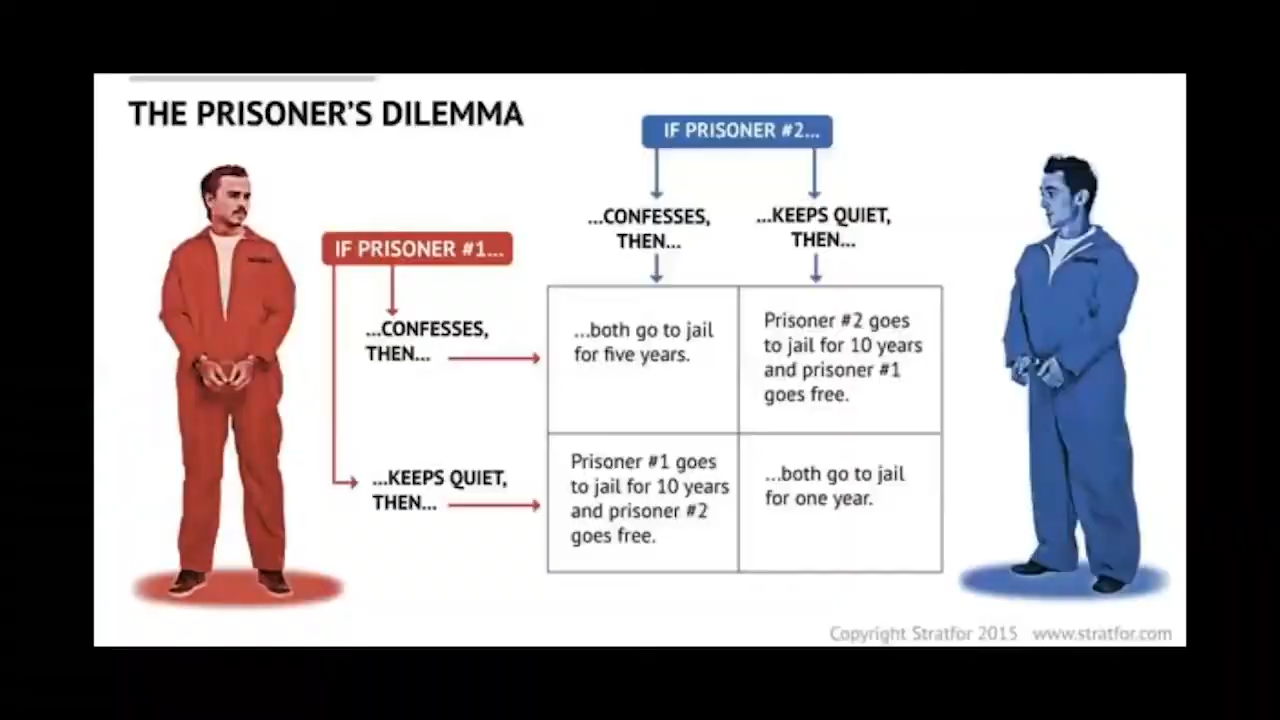 THE PRISONER'S DILEMMA
IF PRISONER #2...
...CONFESSES,
THEN...
...KEEPS QUIET,
THEN...
IF PRISONER #1...
...CONFESSES,
THEN...
...both go to jail
for five years.
Prisoner #2 goes
to jail for 10 years
and prisoner #1
goes free.
...KEEPS QUIET,
THEN...
Prisoner #1 goes
to jail for 10 years
and prisoner #2
goes free.
...both go to jail
for one year.
Copyright Stratfor 2015 www.stratfor.com